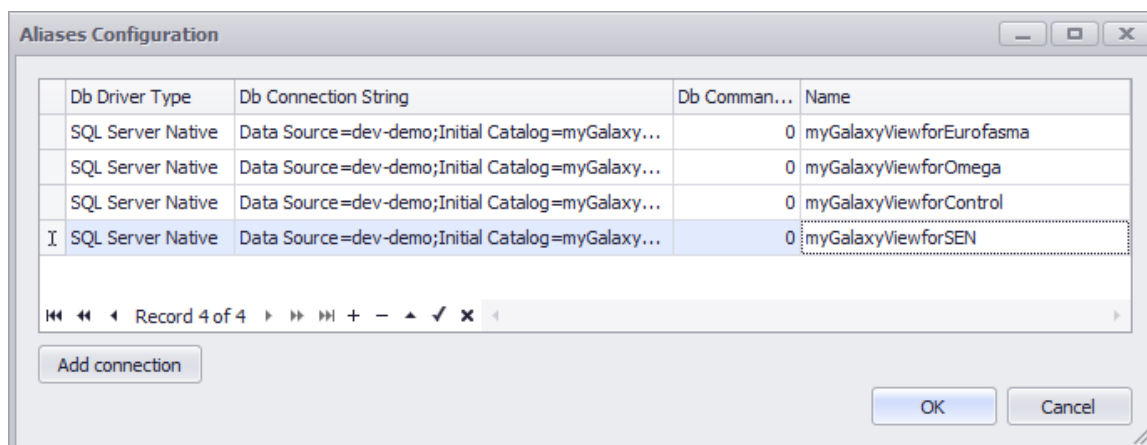 Aliases Configuration
Db Driver Type Db Connection String Db Comman... Name
SQL Server Native Data Source=dev-demo;Initial Catalog=myGalaxy... 0 myGalaxyViewforEurofasma
SQL Server Native Data Source=dev-demo;Initial Catalog=myGalaxy... 0 myGalaxyViewforOmega
SQL Server Native Data Source=dev-demo;Initial Catalog=myGalaxy... 0 myGalaxyViewforControl
SQL Server Native Data Source=dev-demo;Initial Catalog=myGalaxy... 0 myGalaxyViewforSEN
Record 4 of 4
Add connection
OK Cancel